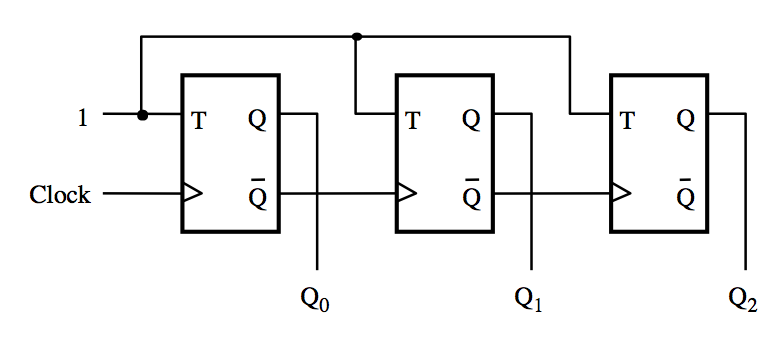 1 T Q T Q T Q
Clock Q̅ Q̅ Q̅
Q₀ Q₁ Q₂